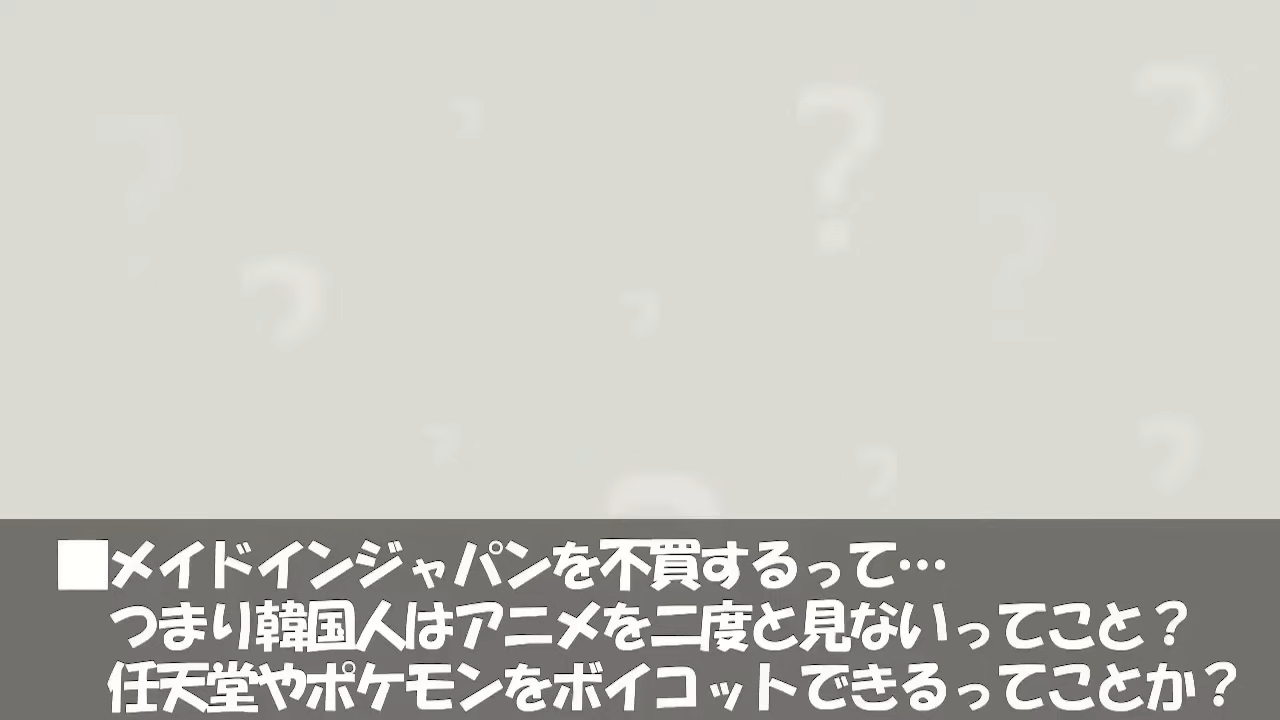 ■メイドインジャパンを不買するって…
つまり韓国人はアニメを二度と見ないってこと？
任天堂やポケモンをボイコットできるってことか？